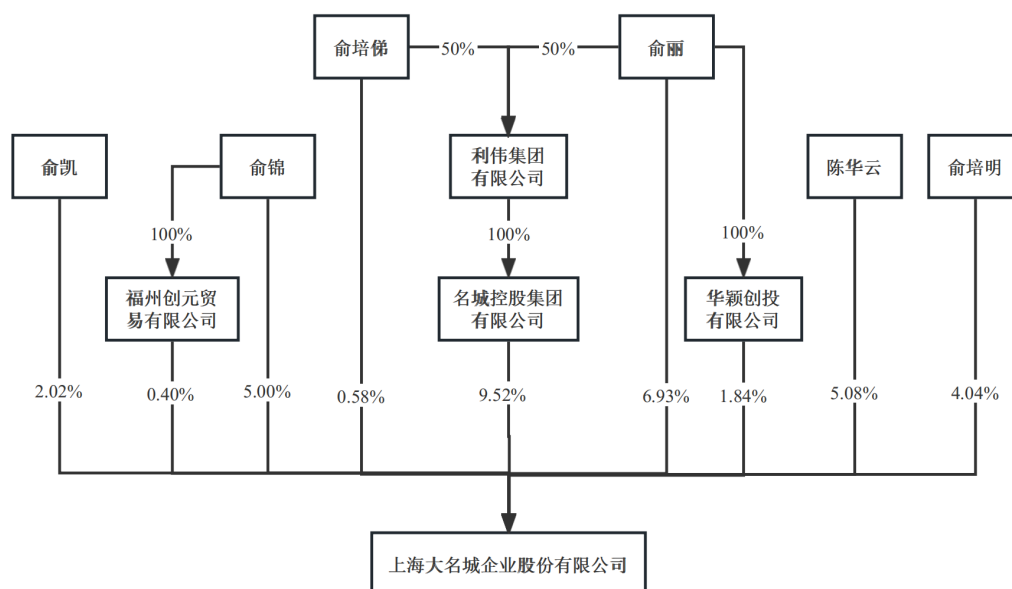 俞培俤
50%
50%
俞丽
俞凯
俞锦
利伟集团
有限公司
陈华云
俞培明
100%
100%
100%
福州创元贸
易有限公司
名城控股集团
有限公司
华颖创投
有限公司
2.02%
0.40%
5.00%
0.58%
9.52%
6.93%
1.84%
5.08%
4.04%
上海大名城企业股份有限公司